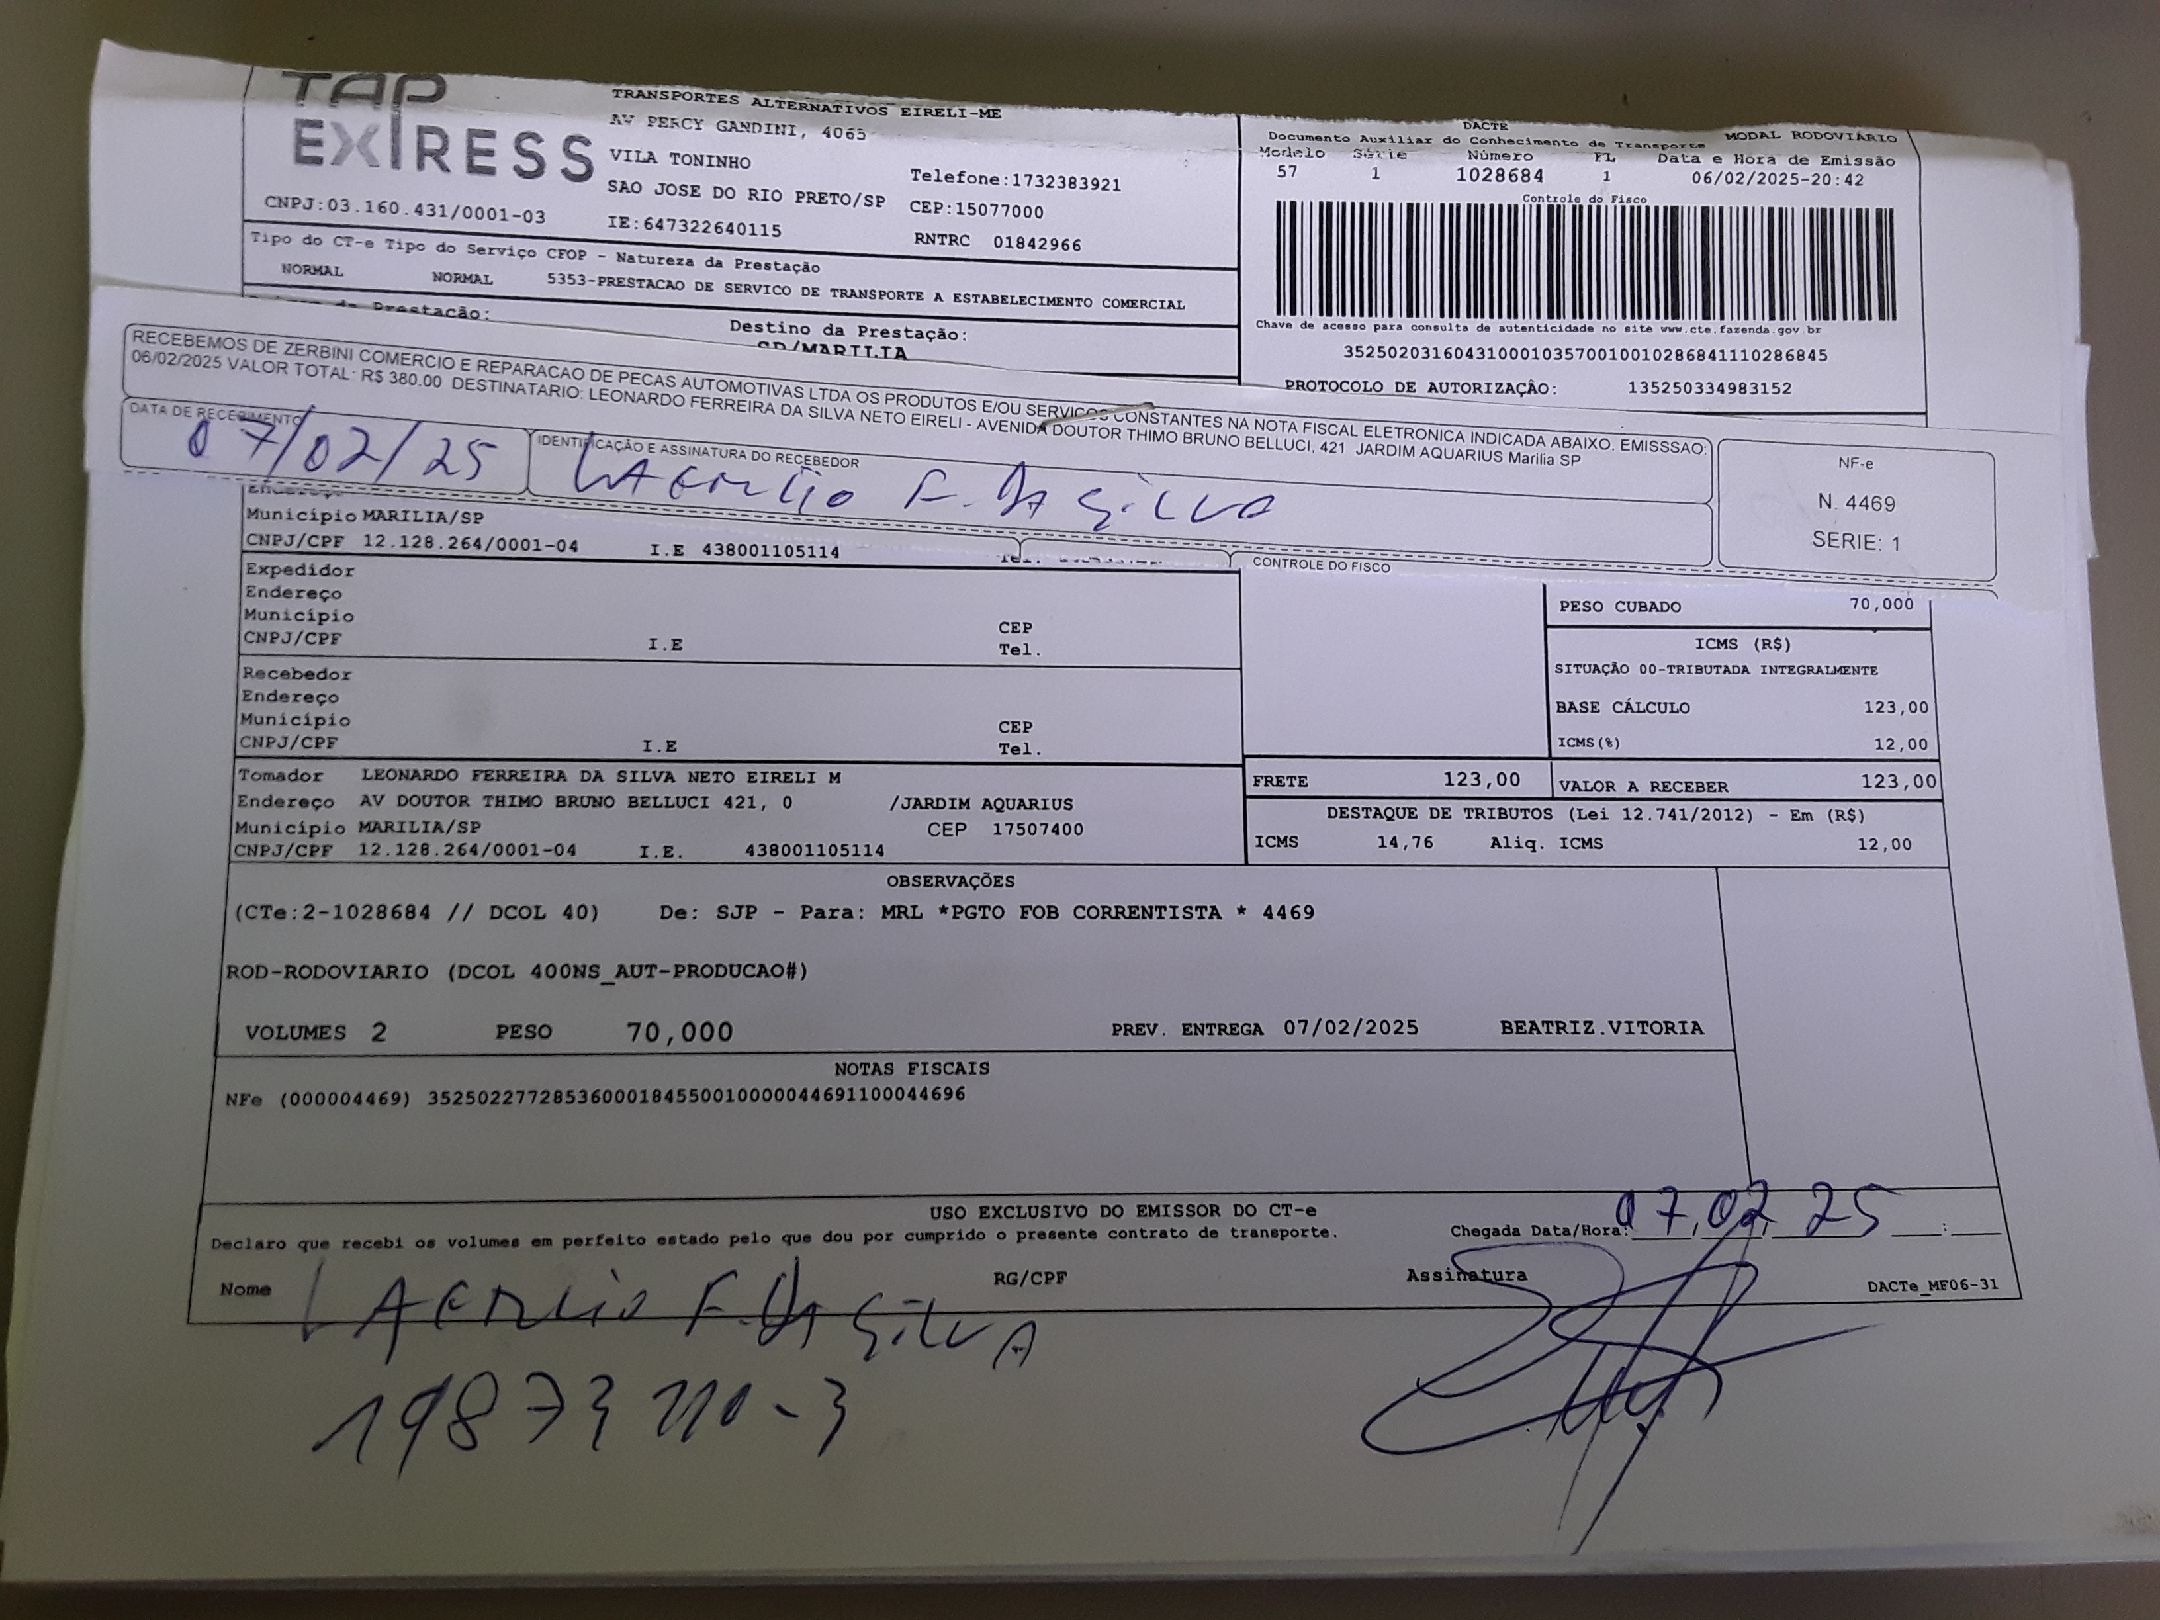 TAP
EXPRESS
TRANSPORTES ALTERNATIVOS EIRELI-ME
AV PERCY GANDINI, 4065
VILA TONINHO
Telefone:1732383921
SAO JOSE DO RIO PRETO/SP CEP:15077000
CNPJ:03.160.431/0001-03 IE:647322640115 RNTRC 01842966
Tipo do CT-e Tipo do Serviço CFOP - Natureza da Prestação
NORMAL NORMAL 5353-PRESTACAO DE SERVICO DE TRANSPORTE A ESTABELECIMENTO COMERCIAL
Prestação: Destino da Prestação:
SP/MARILIA
DACTE MODAL RODOVIÁRIO
Documento Auxiliar do Conhecimento de Transporte
Modelo Série Número FL Data e Hora de Emissão
57 1 1028684 1 06/02/2025-20:42
Controle do Fisco
Chave de acesso para consulta de autenticidade no site www.cte.fazenda.gov.br
35250203160431000103570010010286841110286845
PROTOCOLO DE AUTORIZAÇÃO: 135250334983152
RECEBEMOS DE ZERBINI COMERCIO E REPARACAO DE PECAS AUTOMOTIVAS LTDA OS PRODUTOS E/OU SERVIÇOS CONSTANTES NA NOTA FISCAL ELETRONICA INDICADA ABAIXO. EMISSSAO:
06/02/2025 VALOR TOTAL: R$ 380.00 DESTINATARIO: LEONARDO FERREIRA DA SILVA NETO EIRELI - AVENIDA DOUTOR THIMO BRUNO BELLUCI, 421 JARDIM AQUARIUS Marilia SP
DATA DE RECEBIMENTO IDENTIFICAÇÃO E ASSINATURA DO RECEBEDOR
07/02/25 LAERCIO F. DA SILVA
NF-e
N. 4469
SERIE: 1
Endereço
Município MARILIA/SP
CNPJ/CPF 12.128.264/0001-04 I.E 438001105114 Tel.
CONTROLE DO FISCO
Expedidor
Endereço
Município CEP
CNPJ/CPF I.E Tel.
Recebedor
Endereço
Município CEP
CNPJ/CPF I.E Tel.
PESO CUBADO 70,000
ICMS (R$)
SITUAÇÃO 00-TRIBUTADA INTEGRALMENTE
BASE CÁLCULO 123,00
ICMS(%) 12,00
Tomador LEONARDO FERREIRA DA SILVA NETO EIRELI M
Endereço AV DOUTOR THIMO BRUNO BELLUCI 421, 0 /JARDIM AQUARIUS
Município MARILIA/SP CEP 17507400
CNPJ/CPF 12.128.264/0001-04 I.E. 438001105114
FRETE 123,00 VALOR A RECEBER 123,00
DESTAQUE DE TRIBUTOS (Lei 12.741/2012) - Em (R$)
ICMS 14,76 Aliq. ICMS 12,00
OBSERVAÇÕES
(CTe:2-1028684 // DCOL 40) De: SJP - Para: MRL *PGTO FOB CORRENTISTA * 4469
ROD-RODOVIARIO (DCOL 400NS_AUT-PRODUCAO#)
VOLUMES 2 PESO 70,000 PREV. ENTREGA 07/02/2025 BEATRIZ.VITORIA
NOTAS FISCAIS
NFe (000004469) 35250227728536000184550010000044691100044696
USO EXCLUSIVO DO EMISSOR DO CT-e
Declaro que recebi os volumes em perfeito estado pelo que dou por cumprido o presente contrato de transporte. Chegada Data/Hora: 07,02,25 :
Nome LAERCIO F. DA SILVA RG/CPF Assinatura DACTe_MF06-31